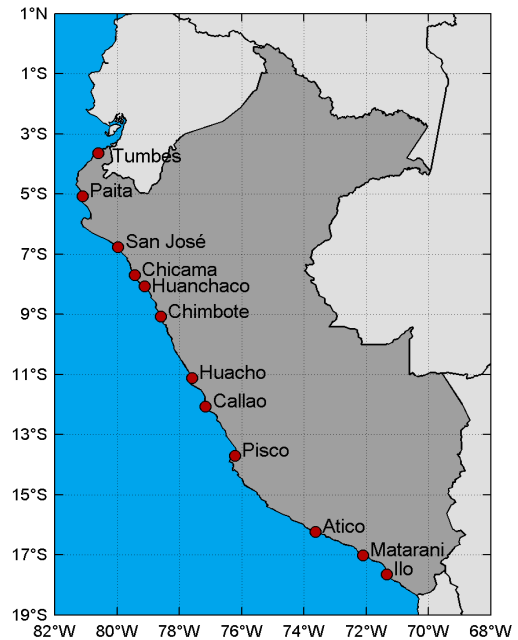 1°N
1°S
3°S
Tumbes
5°S
Paita
San José
7°S
Chicama
Huanchaco
9°S
Chimbote
11°S
Huacho
Callao
13°S
Pisco
15°S
Atico
17°S
Matarani
Ilo
19°S
82°W 80°W 78°W 76°W 74°W 72°W 70°W 68°W